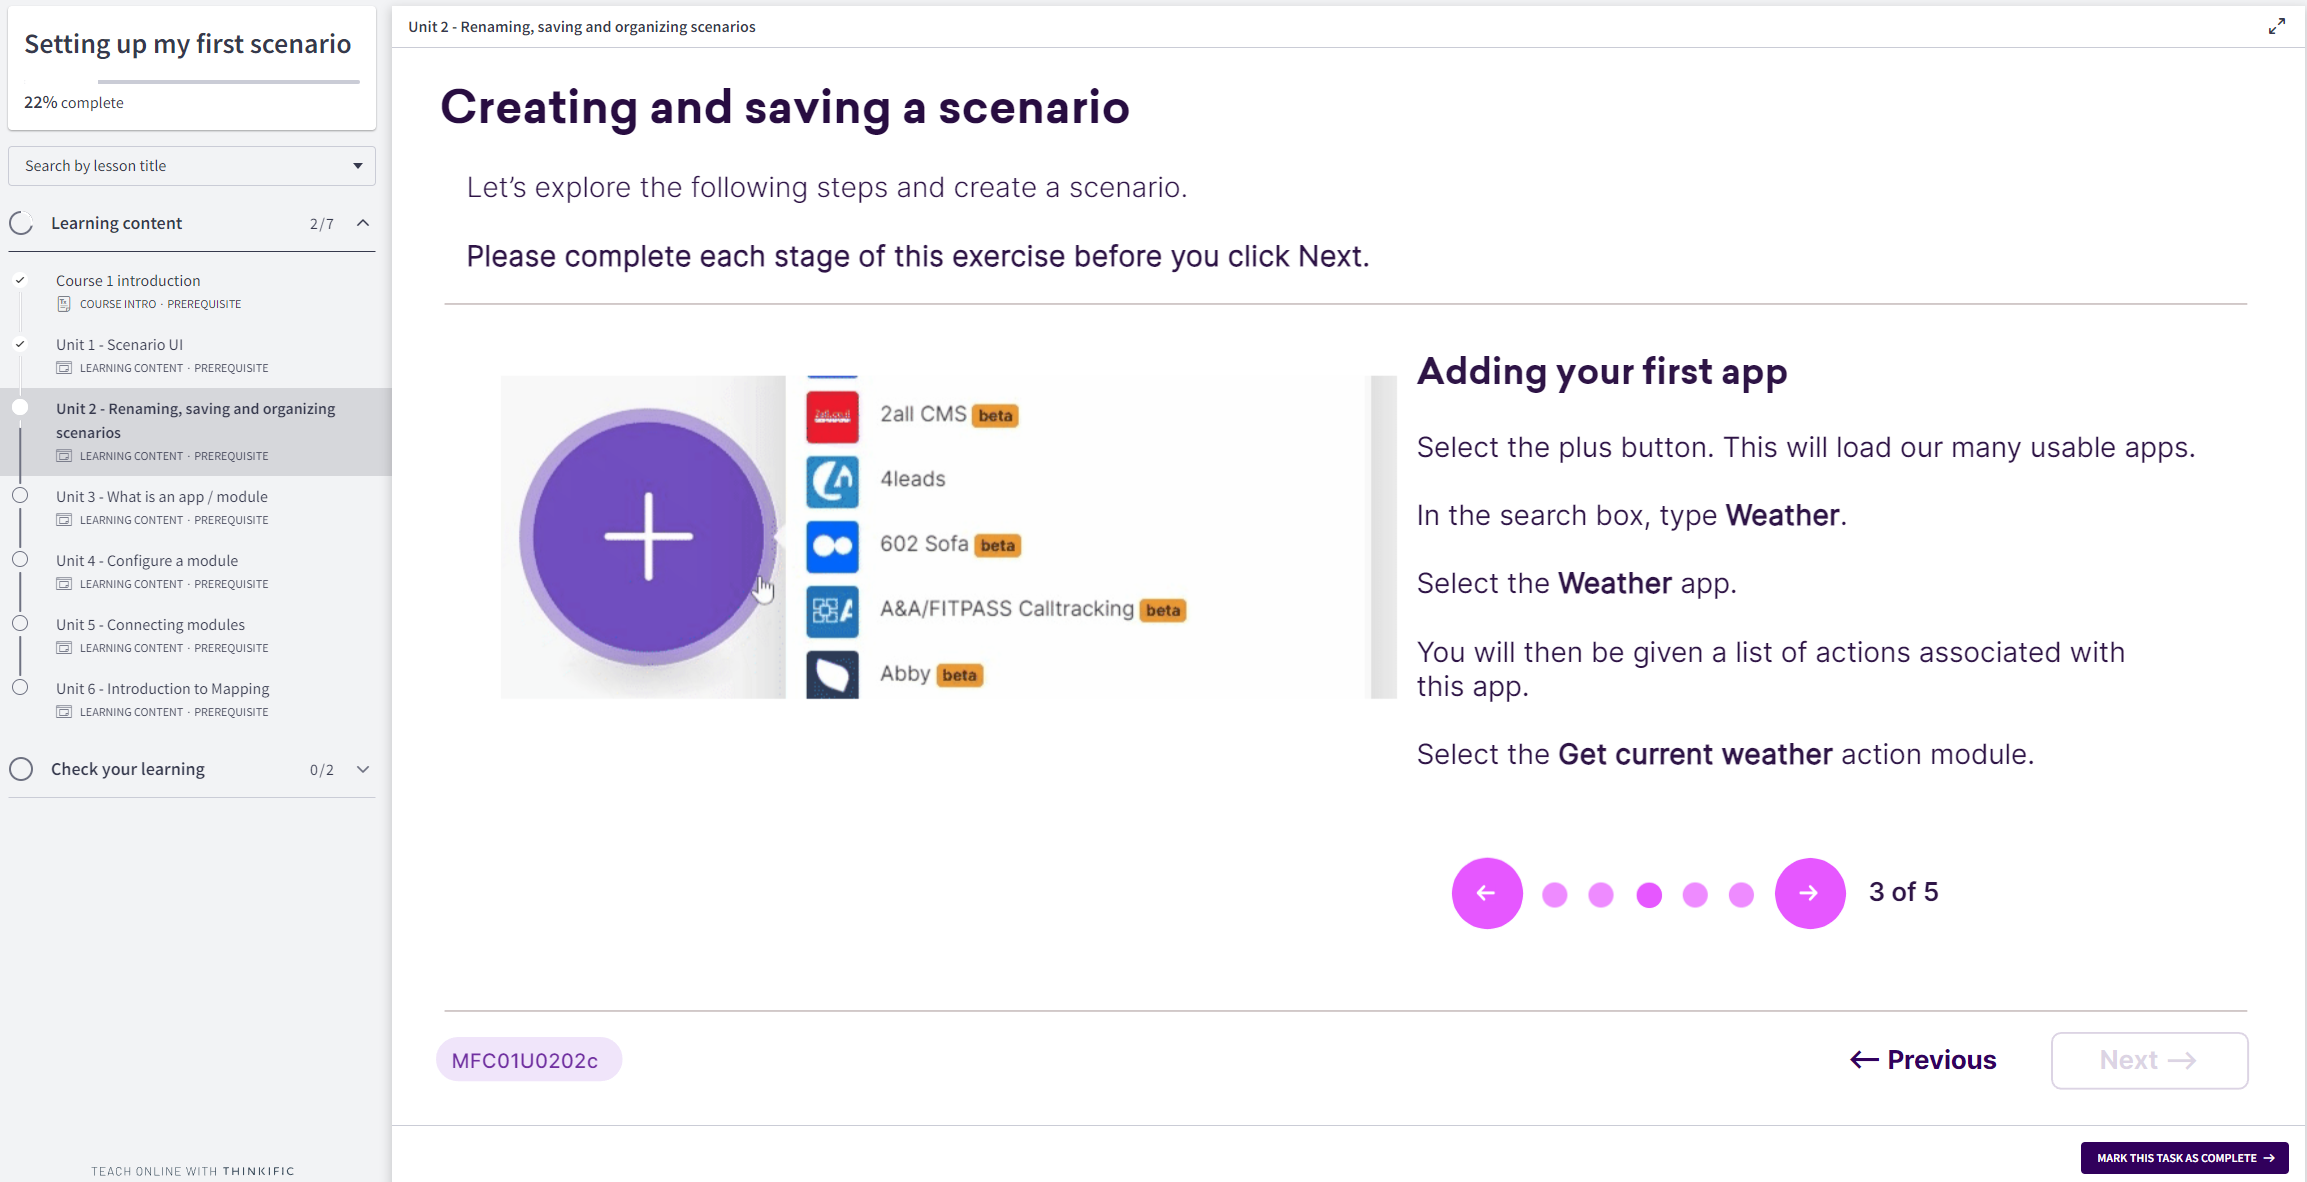 Setting up my first scenario
22% complete
Search by lesson title
Learning content 2/7
Course 1 introduction
COURSE INTRO · PREREQUISITE
Unit 1 - Scenario UI
LEARNING CONTENT · PREREQUISITE
Unit 2 - Renaming, saving and organizing
scenarios
LEARNING CONTENT · PREREQUISITE
Unit 3 - What is an app / module
LEARNING CONTENT · PREREQUISITE
Unit 4 - Configure a module
LEARNING CONTENT · PREREQUISITE
Unit 5 - Connecting modules
LEARNING CONTENT · PREREQUISITE
Unit 6 - Introduction to Mapping
LEARNING CONTENT · PREREQUISITE
Check your learning 0/2
TEACH ONLINE WITH THINKIFIC
Unit 2 - Renaming, saving and organizing scenarios
Creating and saving a scenario
Let's explore the following steps and create a scenario.
Please complete each stage of this exercise before you click Next.
2all CMS beta
4leads
602 Sofa beta
A&A/FITPASS Calltracking beta
Abby beta
Adding your first app
Select the plus button. This will load our many usable apps.
In the search box, type Weather.
Select the Weather app.
You will then be given a list of actions associated with
this app.
Select the Get current weather action module.
3 of 5
MFC01U0202c
← Previous
Next →
MARK THIS TASK AS COMPLETE →